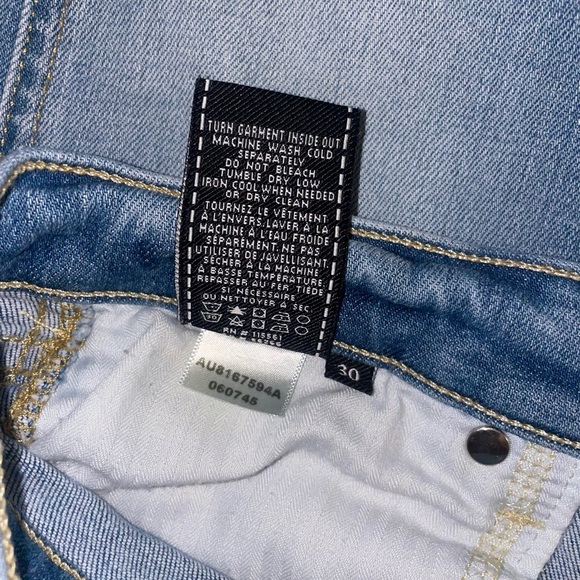 TURN GARMENT INSIDE OUT
MACHINE WASH COLD
SEPARATELY
DO NOT BLEACH
TUMBLE DRY LOW
IRON COOL WHEN NEEDED
OR DRY CLEAN
TOURNEZ LE VÊTEMENT
À L'ENVERS,LAVER À LA
MACHINE À L'EAU FROIDE
SÉPARÉMENT.NE PAS
UTILISER DE JAVELLISANT
SÉCHER À LA MACHINE
À BASSE TEMPÉRATURE
REPASSER AU FER TIÈDE
SI NÉCESSAIRE
OU NETTOYER À SEC
RN # 115561
30
AU8167594A
060745